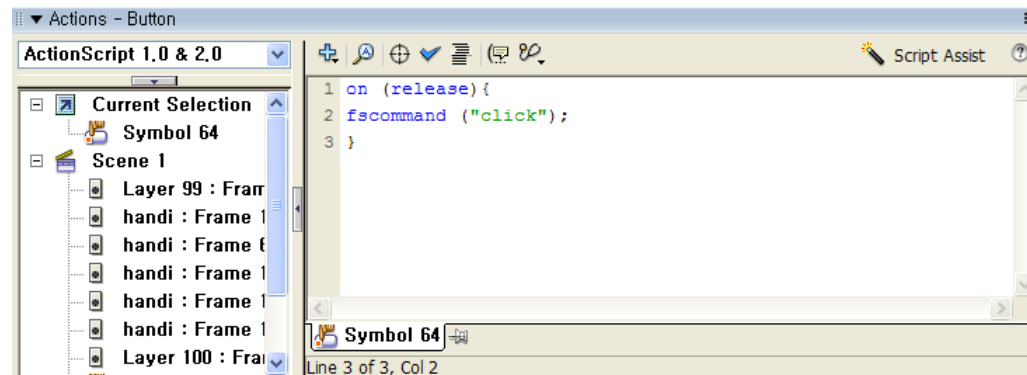 Actions - Button
ActionScript 1.0 & 2.0
Script Assist
Current Selection
Symbol 64
Scene 1
Layer 99 : Fram
handi : Frame 1
handi : Frame 6
handi : Frame 1
handi : Frame 1
handi : Frame 1
Layer 100 : Fra
1 on (release){
2 fscommand ("click");
3 }
Symbol 64
Line 3 of 3, Col 2